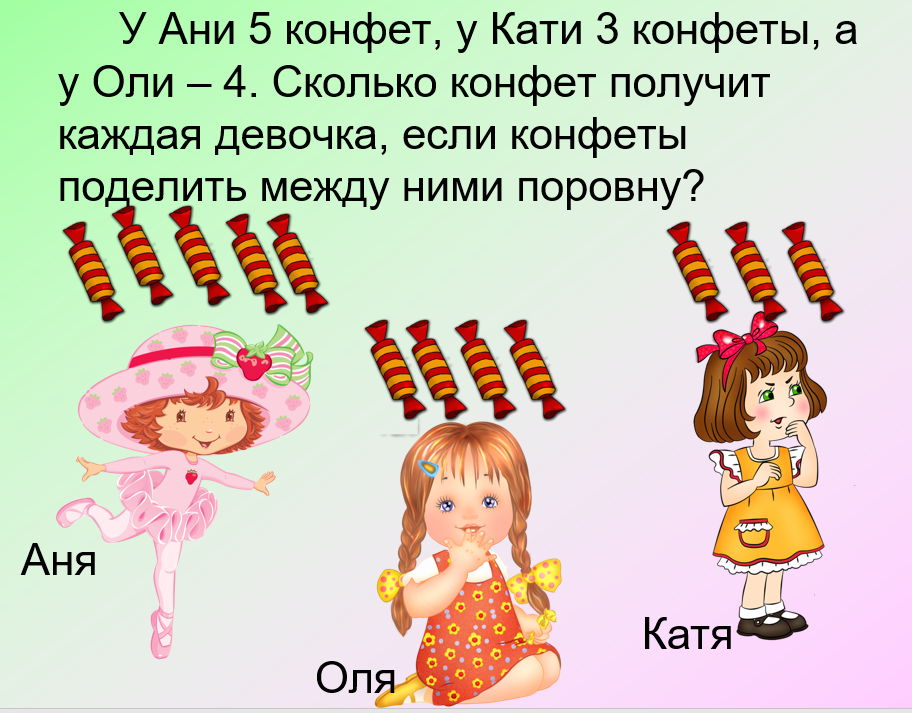 У Ани 5 конфет, у Кати 3 конфеты, а
у Оли – 4. Сколько конфет получит
каждая девочка, если конфеты
поделить между ними поровну?
Аня
Оля
Катя